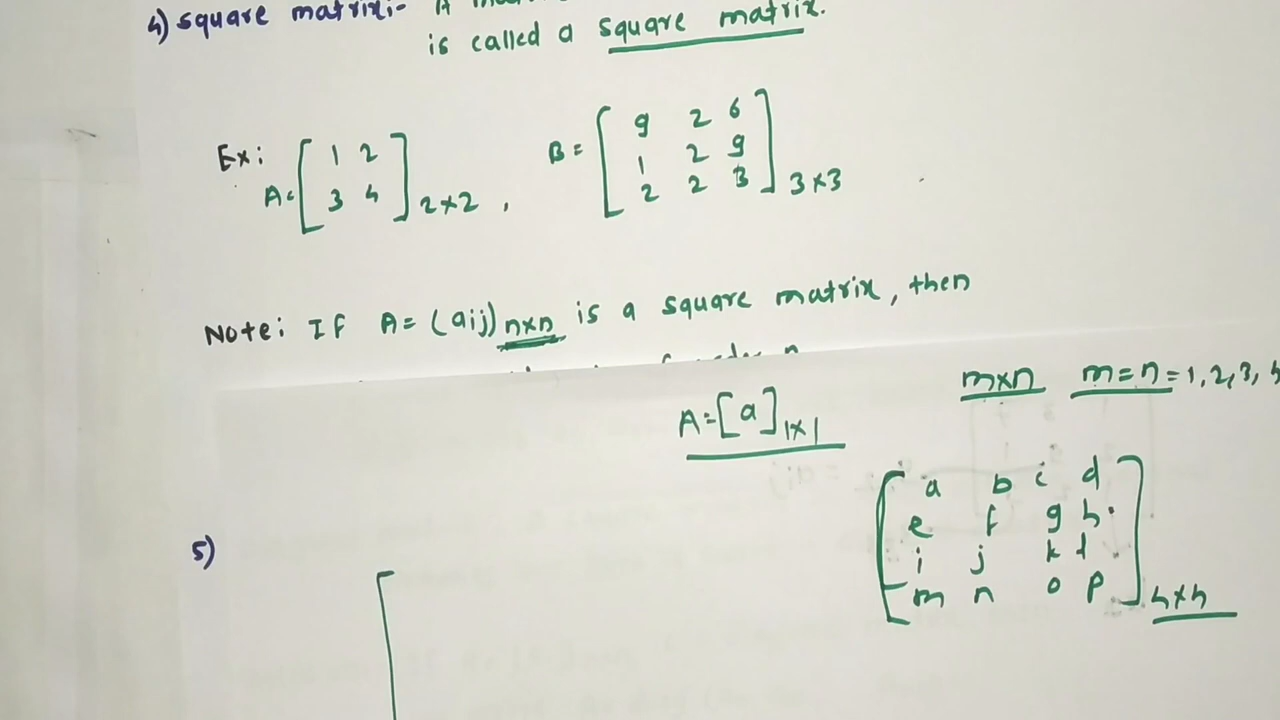 4) square matrix:- A
is called a square matrix.
Ex: A= [ 1 2
3 4 ] 2×2 , B = [ 9 2 6
1 2 9
2 2 3 ] 3×3
Note: If A = (aij) n×n is a square matrix, then
n
m×n m=n=1,2,3,4
A=[a] 1×1
[ a b c d
e f g h
i j k l
m n o p ] 4×4
5) [